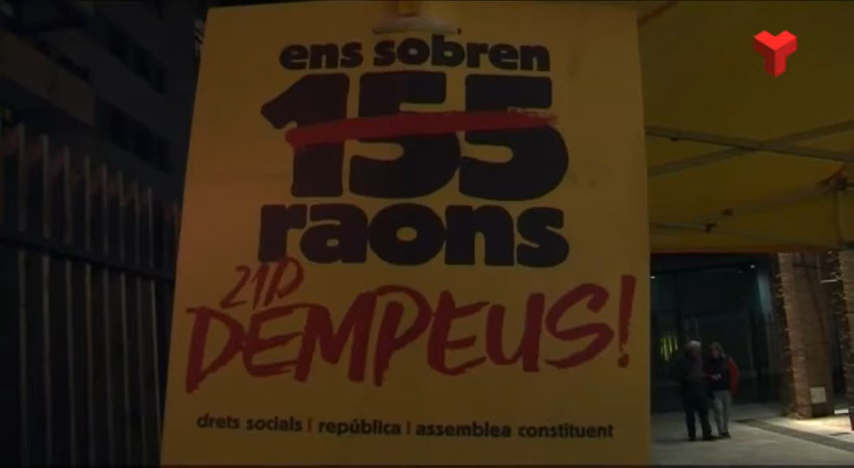 ens sobren
155
raons
21D
DEMPEUS!
drets socials | república | assemblea constituent